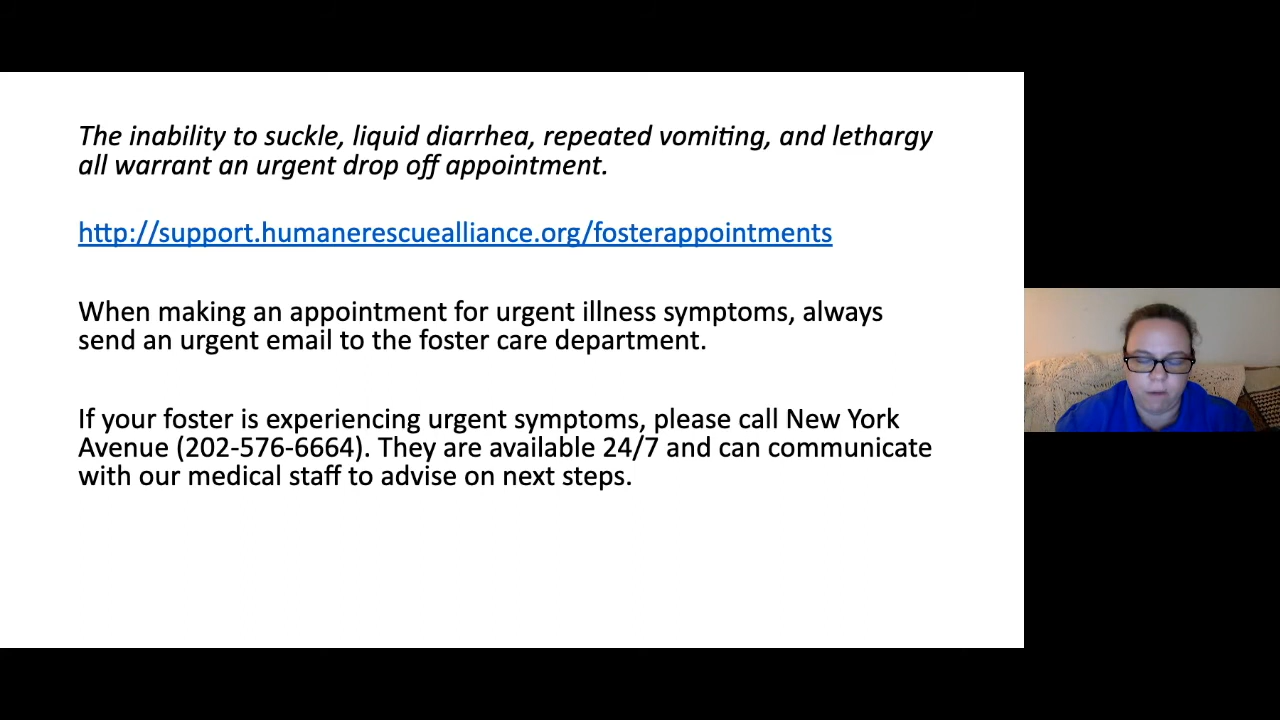 The inability to suckle, liquid diarrhea, repeated vomiting, and lethargy
all warrant an urgent drop off appointment.
http://support.humanerescuealliance.org/fosterappointments
When making an appointment for urgent illness symptoms, always
send an urgent email to the foster care department.
If your foster is experiencing urgent symptoms, please call New York
Avenue (202-576-6664). They are available 24/7 and can communicate
with our medical staff to advise on next steps.